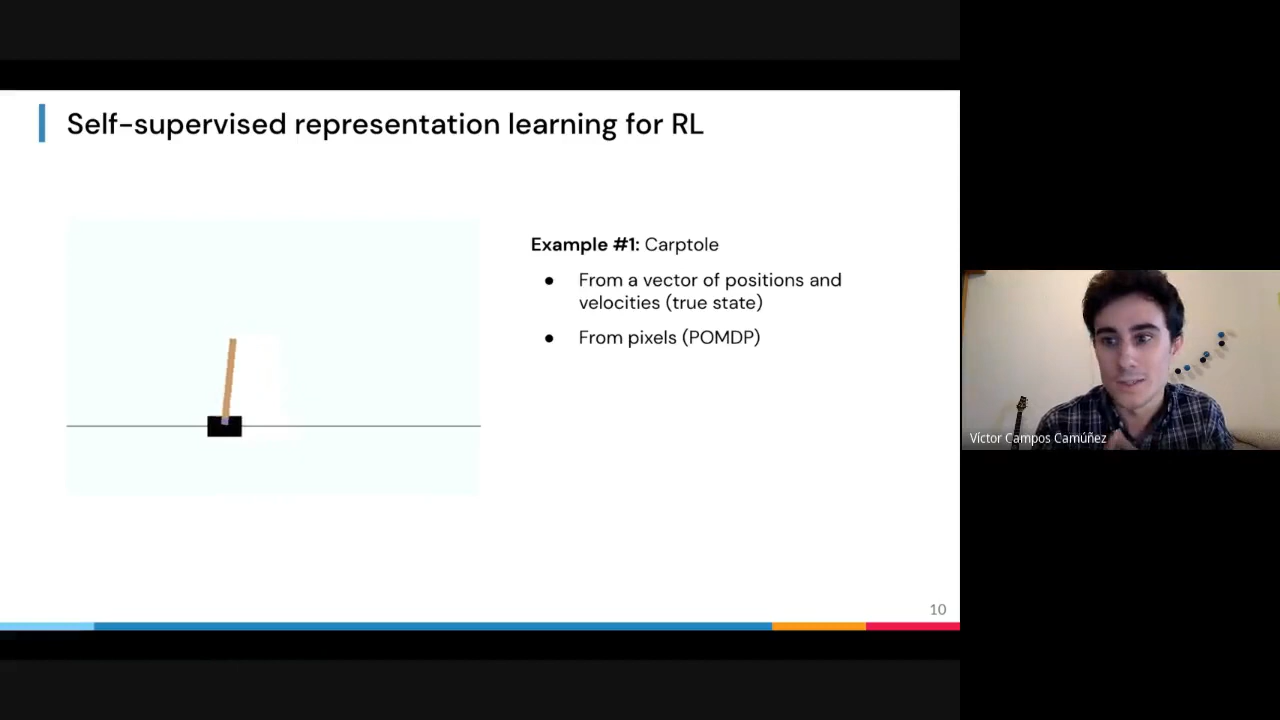 Self-supervised representation learning for RL
Example #1: Carptole
● From a vector of positions and
velocities (true state)
● From pixels (POMDP)
10
Víctor Campos Camúñez